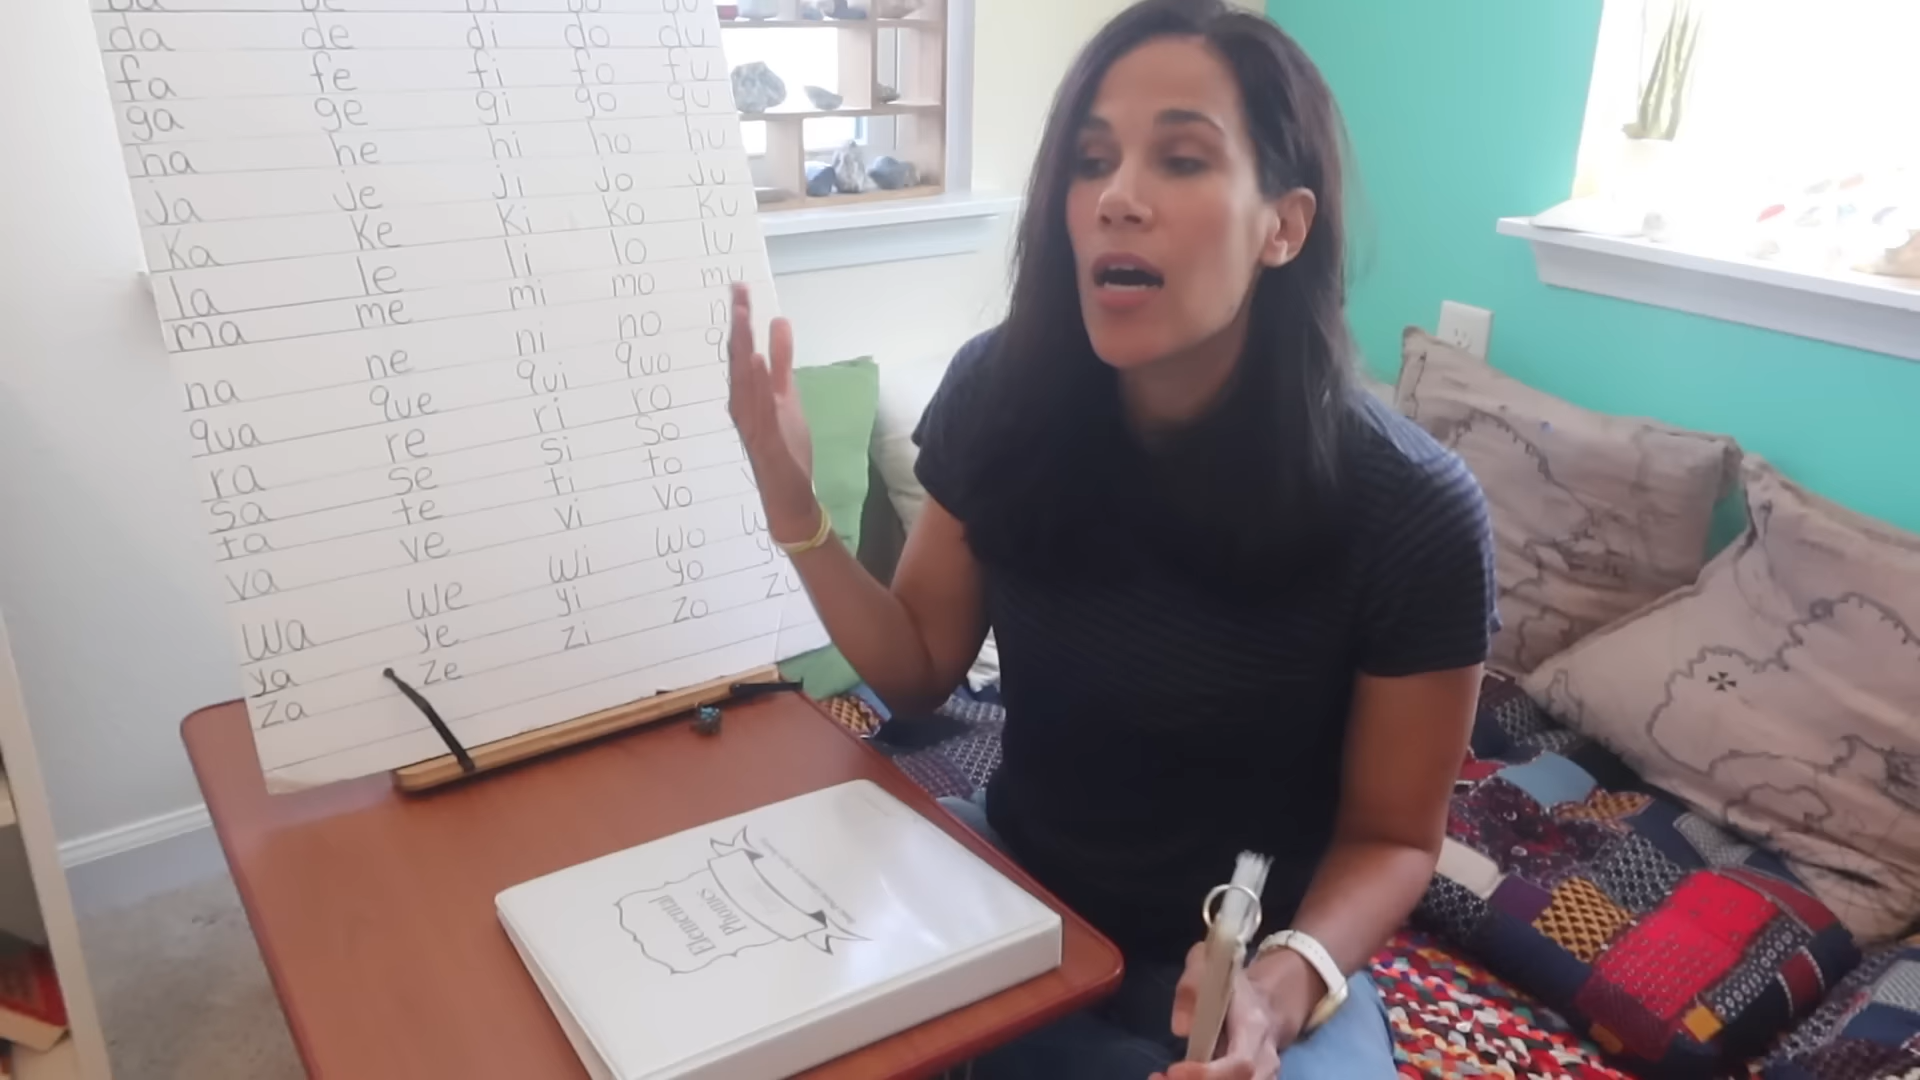 da de di do du
fa fe fi fo fu
ga ge gi go gu
ha he hi ho hu
ja je ji jo ju
Ka Ke Ki Ko Ku
la le li lo lu
ma me mi mo mu
na ne ni no
qua que qui quo
ra re ri ro
Sa se Si So
ta te ti to
va ve vi vo
Wa We Wi Wo
ya ye yi yo
Za Ze Zi Zo Zu
Elemental
Phonics